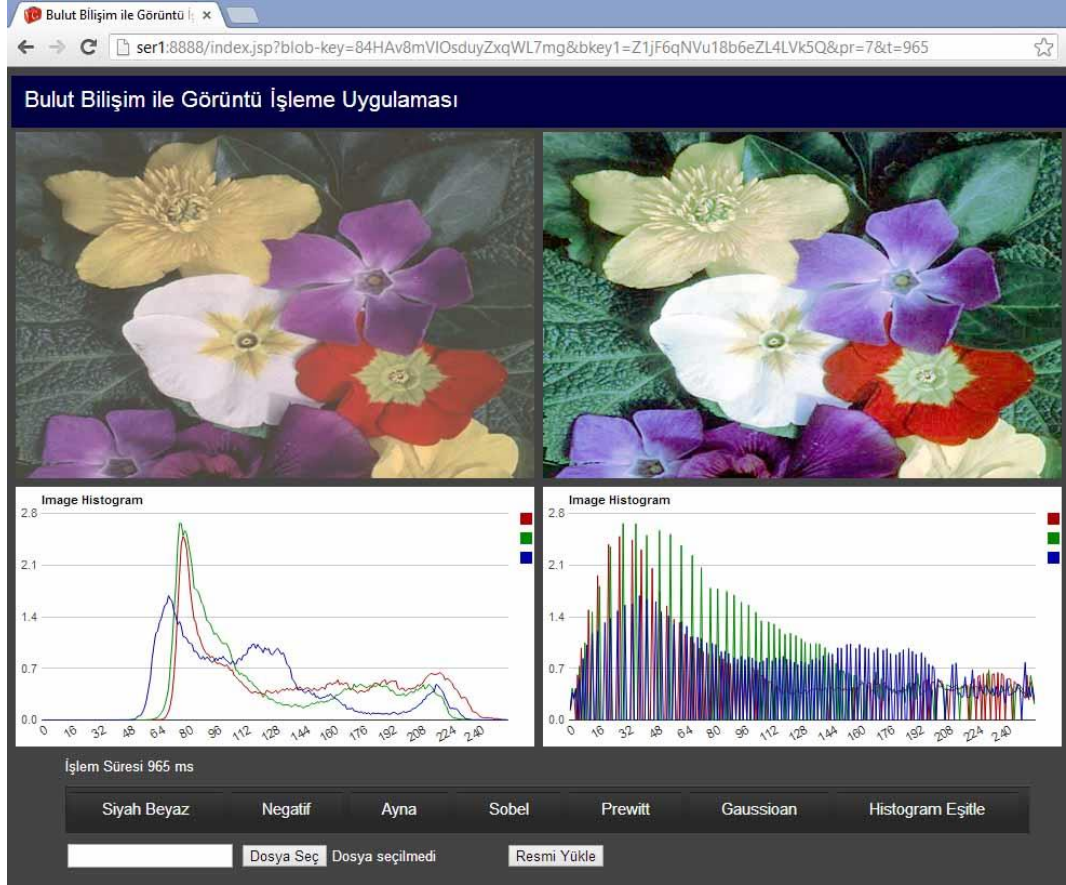 Bulut Bİlişim ile Görüntü İş
ser1:8888/index.jsp?blob-key=84HAv8mVIOsduyZxqWL7mg&bkey1=Z1jF6qNVu18b6eZL4LVk5Q&pr=7&t=965
Bulut Bilişim ile Görüntü İşleme Uygulaması
Image Histogram
2.8
2.1
1.4
0.7
0.0
0 16 32 48 64 80 96 112 128 144 160 176 192 208 224 240
Image Histogram
2.8
2.1
1.4
0.7
0.0
0 16 32 48 64 80 96 112 128 144 160 176 192 208 224 240
İşlem Süresi 965 ms
Siyah Beyaz Negatif Ayna Sobel Prewitt Gaussioan Histogram Eşitle
Dosya Seç Dosya seçilmedi Resmi Yükle